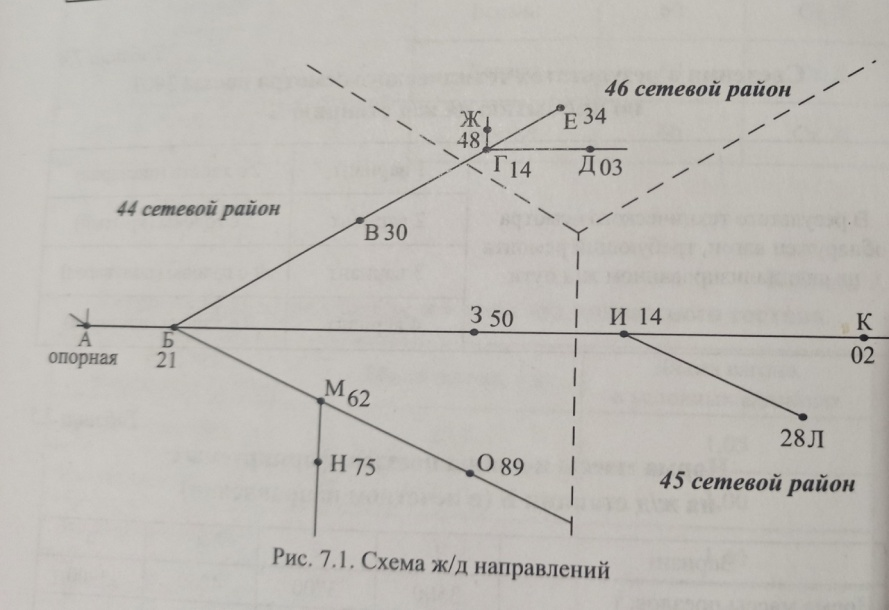 46 сетевой район
Ж
Е 34
48
Г 14
Д 03
44 сетевой район
В 30
З 50
И 14
К
А
Б
02
опорная
21
М 62
28 Л
О 89
Н 75
45 сетевой район
Рис. 7.1. Схема ж/д направлений